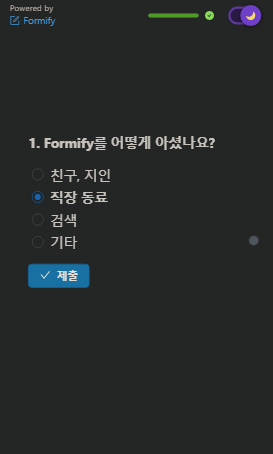 Powered by
Formify
1. Formify를 어떻게 아셨나요?
친구, 지인
직장 동료
검색
기타
제출